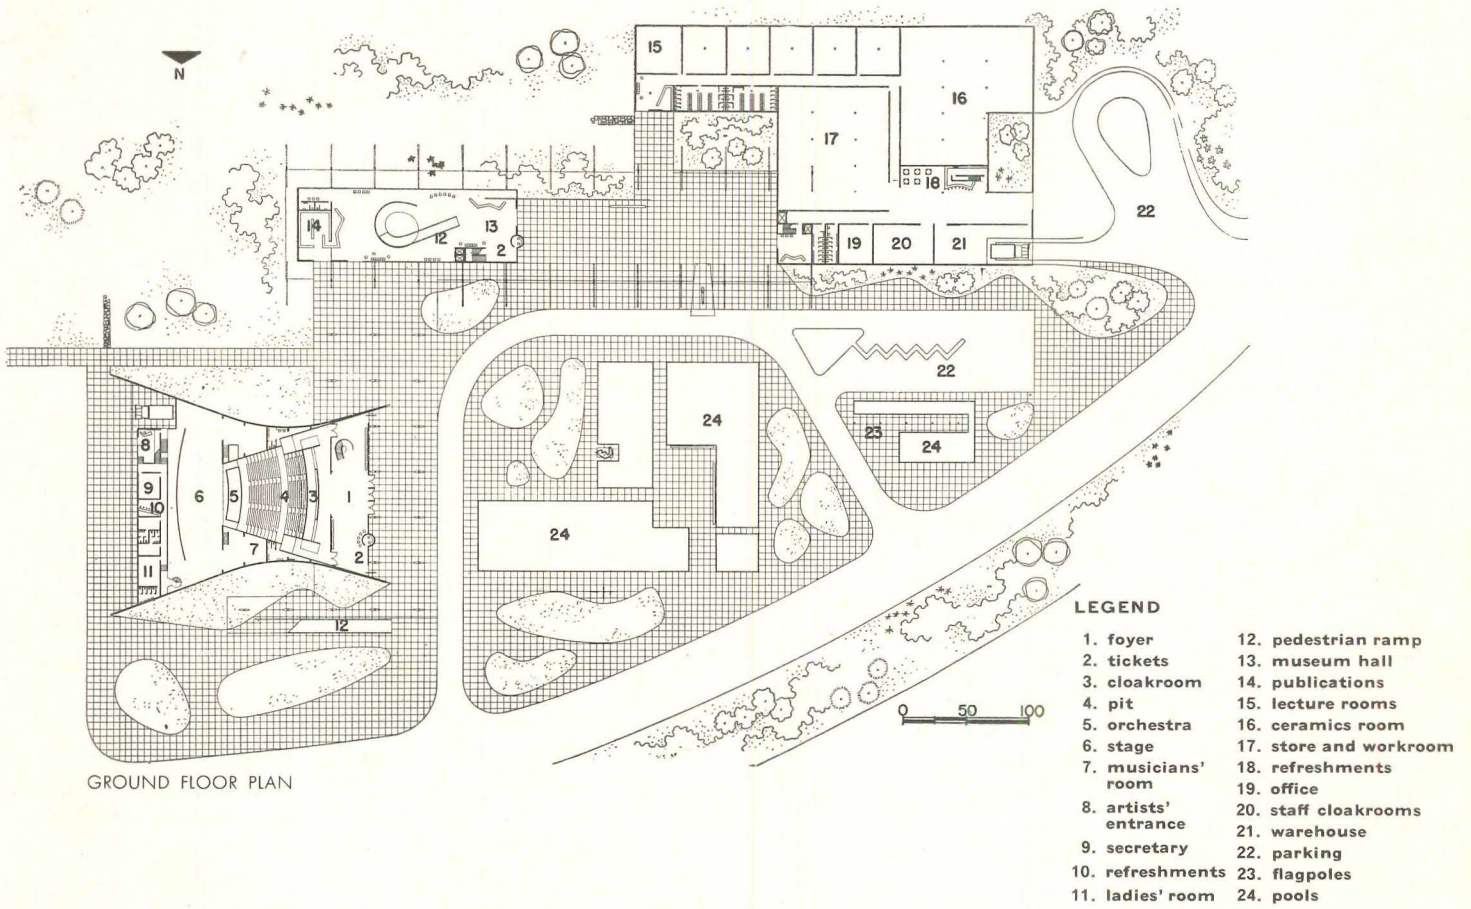 N
15
16
17
18
14
12
13
2
22
19
20
21
22
24
23
24
8
9
10
6
5
4
3
1
7
2
11
24
12
GROUND FLOOR PLAN
0 50 100
LEGEND
1. foyer
2. tickets
3. cloakroom
4. pit
5. orchestra
6. stage
7. musicians'
room
8. artists'
entrance
9. secretary
10. refreshments
11. ladies' room
12. pedestrian ramp
13. museum hall
14. publications
15. lecture rooms
16. ceramics room
17. store and workroom
18. refreshments
19. office
20. staff cloakrooms
21. warehouse
22. parking
23. flagpoles
24. pools